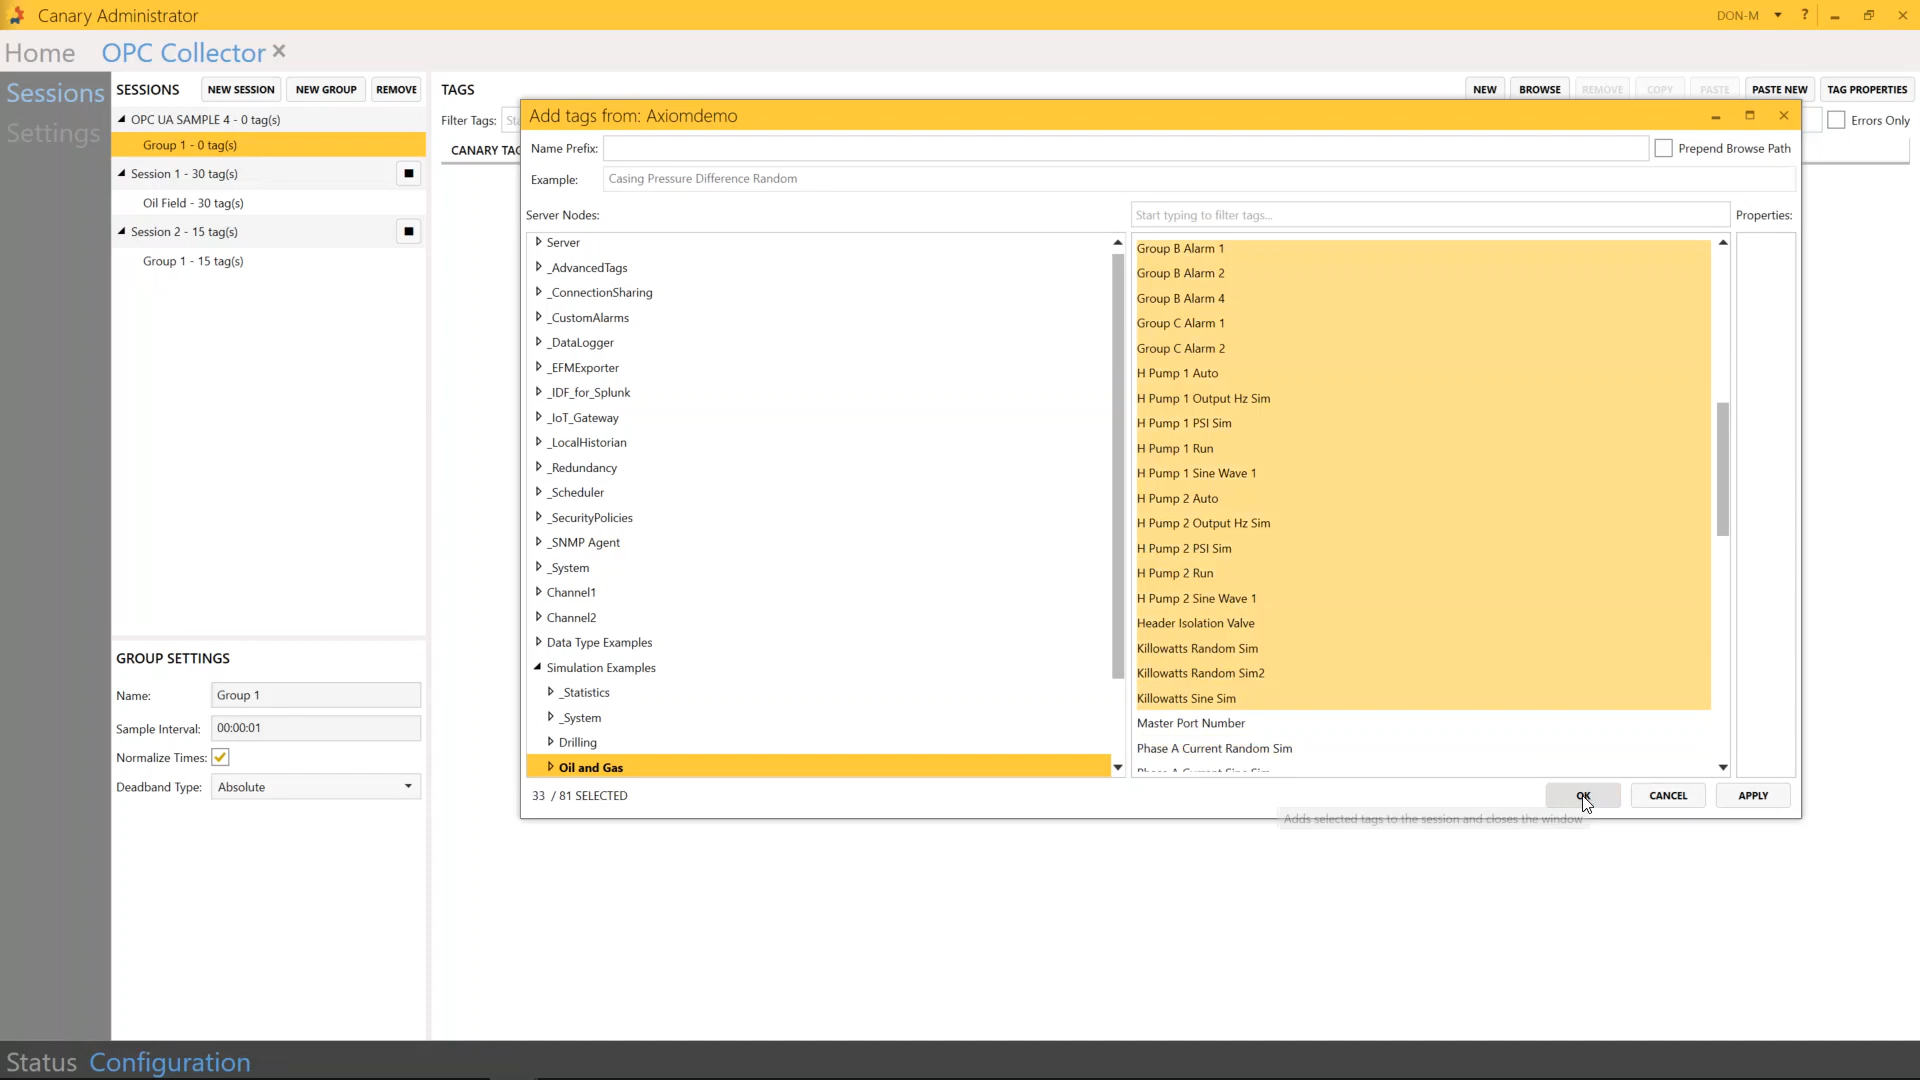 Canary Administrator
DON-M
?
Home
OPC Collector
Sessions
Settings
SESSIONS
NEW SESSION
NEW GROUP
REMOVE
OPC UA SAMPLE 4 - 0 tag(s)
Group 1 - 0 tag(s)
Session 1 - 30 tag(s)
Oil Field - 30 tag(s)
Session 2 - 15 tag(s)
Group 1 - 15 tag(s)
GROUP SETTINGS
Name: Group 1
Sample Interval: 00:00:01
Normalize Times:
Deadband Type: Absolute
TAGS
NEW
BROWSE
REMOVE
COPY
PASTE
PASTE NEW
TAG PROPERTIES
Filter Tags:
Errors Only
CANARY TAG
Add tags from: Axiomdemo
Name Prefix:
Prepend Browse Path
Example: Casing Pressure Difference Random
Server Nodes:
Start typing to filter tags...
Properties:
Server
_AdvancedTags
_ConnectionSharing
_CustomAlarms
_DataLogger
_EFMExporter
_IDF_for_Splunk
_IoT_Gateway
_LocalHistorian
_Redundancy
_Scheduler
_SecurityPolicies
_SNMP Agent
_System
Channel1
Channel2
Data Type Examples
Simulation Examples
_Statistics
_System
Drilling
Oil and Gas
Group B Alarm 1
Group B Alarm 2
Group B Alarm 4
Group C Alarm 1
Group C Alarm 2
H Pump 1 Auto
H Pump 1 Output Hz Sim
H Pump 1 PSI Sim
H Pump 1 Run
H Pump 1 Sine Wave 1
H Pump 2 Auto
H Pump 2 Output Hz Sim
H Pump 2 PSI Sim
H Pump 2 Run
H Pump 2 Sine Wave 1
Header Isolation Valve
Killowatts Random Sim
Killowatts Random Sim2
Killowatts Sine Sim
Master Port Number
Phase A Current Random Sim
Phase A Current Sine Sim
33 / 81 SELECTED
OK
CANCEL
APPLY
Adds selected tags to the session and closes the window
Status
Configuration